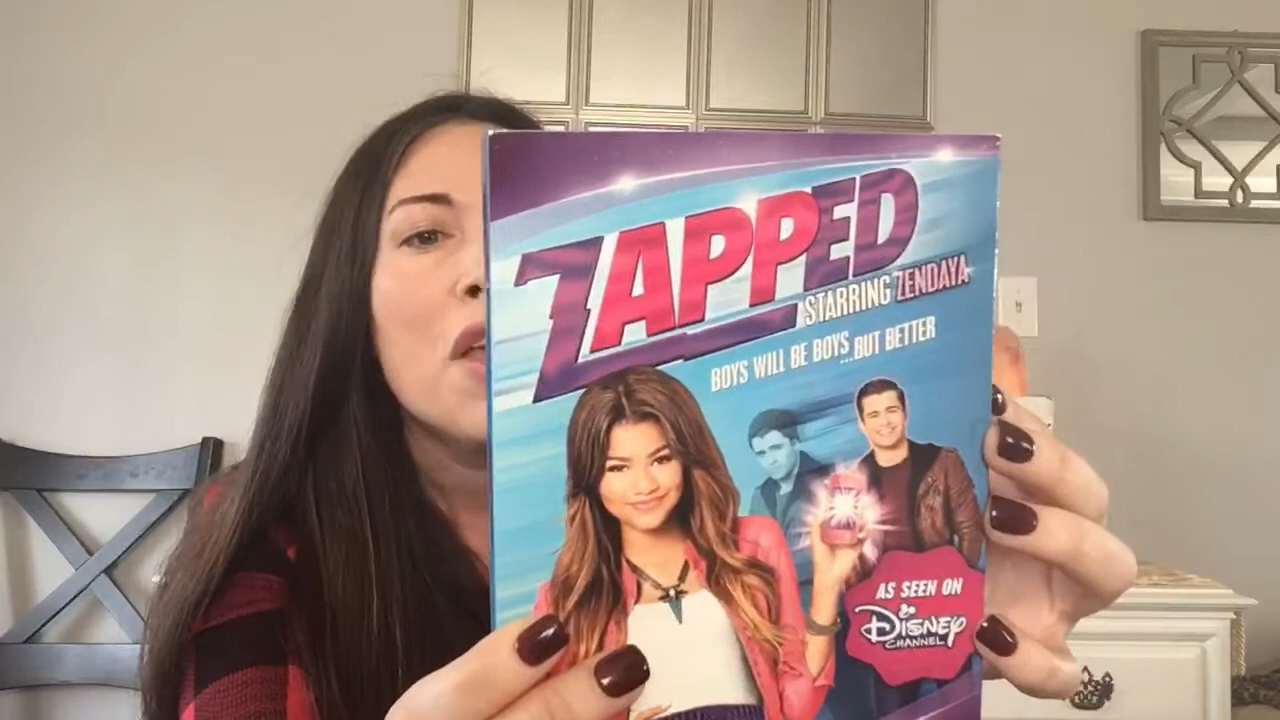 ZAPPED
STARRING ZENDAYA
BOYS WILL BE BOYS...BUT BETTER
AS SEEN ON
DISNEY
CHANNEL